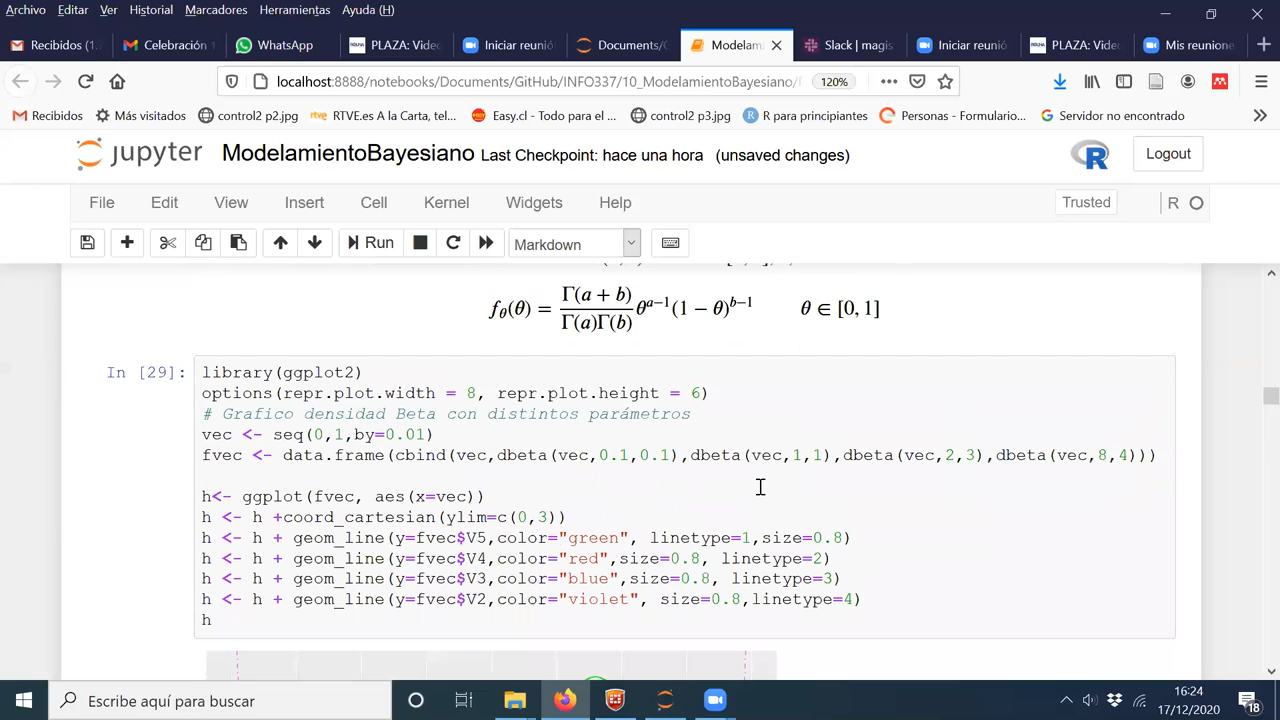 Archivo Editar Ver Historial Marcadores Herramientas Ayuda (H)
Recibidos (1. Celebración 1 WhatsApp PLAZA: Vide Iniciar reunió Documents/G Modelam Slack | magis Iniciar reunió PLAZA: Vide Mis reunione
localhost:8888/notebooks/Documents/GitHub/INFO337/10_ModelamientoBayesiano/ 120%
Recibidos Más visitados control2 p2.jpg RTVE.es A la Carta, tel... Easy.cl - Todo para el ... control2 p3.jpg R para principiantes Personas - Formulario... Servidor no encontrado
jupyter ModelamientoBayesiano Last Checkpoint: hace una hora (unsaved changes) Logout
File Edit View Insert Cell Kernel Widgets Help Trusted R
Run Markdown
fθ(θ) = Γ(a + b) / Γ(a)Γ(b) θ^{a−1}(1 − θ)^{b−1} θ ∈ [0, 1]
In [29]: library(ggplot2)
options(repr.plot.width = 8, repr.plot.height = 6)
# Grafico densidad Beta con distintos parámetros
vec <- seq(0,1,by=0.01)
fvec <- data.frame(cbind(vec,dbeta(vec,0.1,0.1),dbeta(vec,1,1),dbeta(vec,2,3),dbeta(vec,8,4)))
h<- ggplot(fvec, aes(x=vec))
h <- h +coord_cartesian(ylim=c(0,3))
h <- h + geom_line(y=fvec$V5,color="green", linetype=1,size=0.8)
h <- h + geom_line(y=fvec$V4,color="red",size=0.8, linetype=2)
h <- h + geom_line(y=fvec$V3,color="blue",size=0.8, linetype=3)
h <- h + geom_line(y=fvec$V2,color="violet", size=0.8,linetype=4)
h
Escribe aquí para buscar
16:24
17/12/2020
18